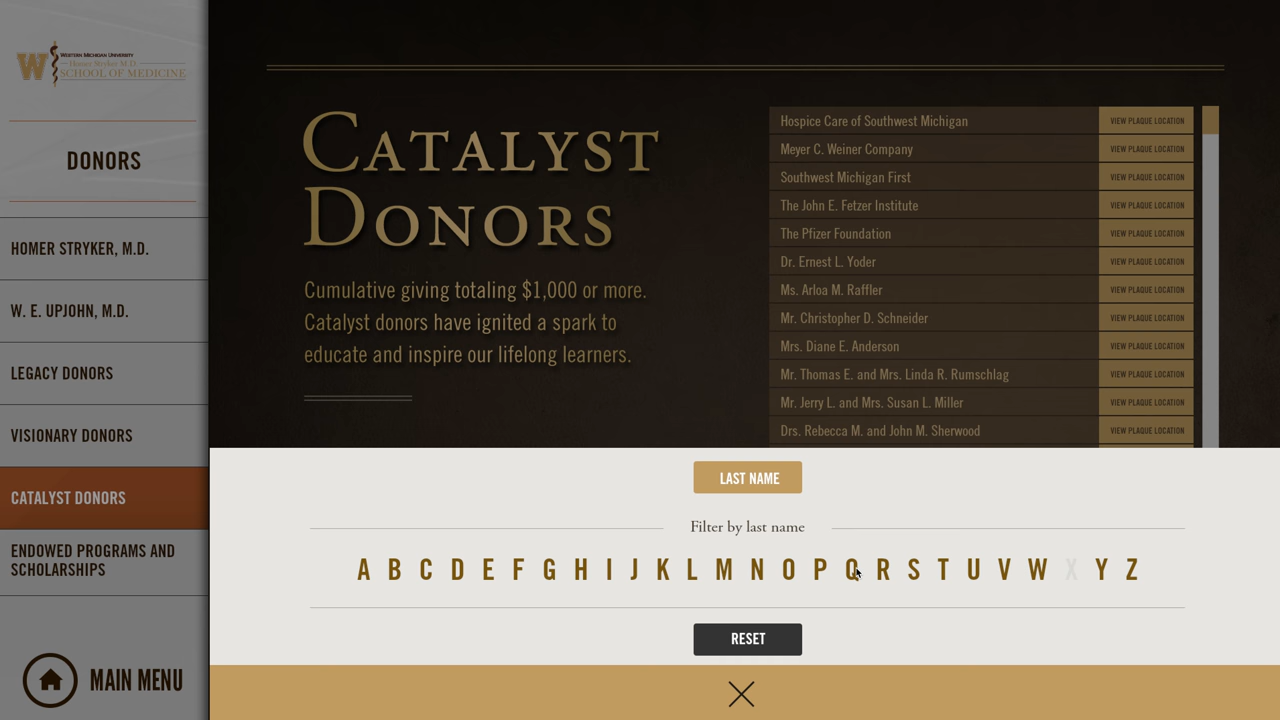 WESTERN MICHIGAN UNIVERSITY
Homer Stryker M.D.
SCHOOL OF MEDICINE
DONORS
HOMER STRYKER, M.D.
W. E. UPJOHN, M.D.
LEGACY DONORS
VISIONARY DONORS
CATALYST DONORS
ENDOWED PROGRAMS AND
SCHOLARSHIPS
MAIN MENU
CATALYST
DONORS
Cumulative giving totaling $1,000 or more.
Catalyst donors have ignited a spark to
educate and inspire our lifelong learners.
Hospice Care of Southwest Michigan VIEW PLAQUE LOCATION
Meyer C. Weiner Company VIEW PLAQUE LOCATION
Southwest Michigan First VIEW PLAQUE LOCATION
The John E. Fetzer Institute VIEW PLAQUE LOCATION
The Pfizer Foundation VIEW PLAQUE LOCATION
Dr. Ernest L. Yoder VIEW PLAQUE LOCATION
Ms. Arloa M. Raffler VIEW PLAQUE LOCATION
Mr. Christopher D. Schneider VIEW PLAQUE LOCATION
Mrs. Diane E. Anderson VIEW PLAQUE LOCATION
Mr. Thomas E. and Mrs. Linda R. Rumschlag VIEW PLAQUE LOCATION
Mr. Jerry L. and Mrs. Susan L. Miller VIEW PLAQUE LOCATION
Drs. Rebecca M. and John M. Sherwood VIEW PLAQUE LOCATION
LAST NAME
Filter by last name
A B C D E F G H I J K L M N O P Q R S T U V W X Y Z
RESET